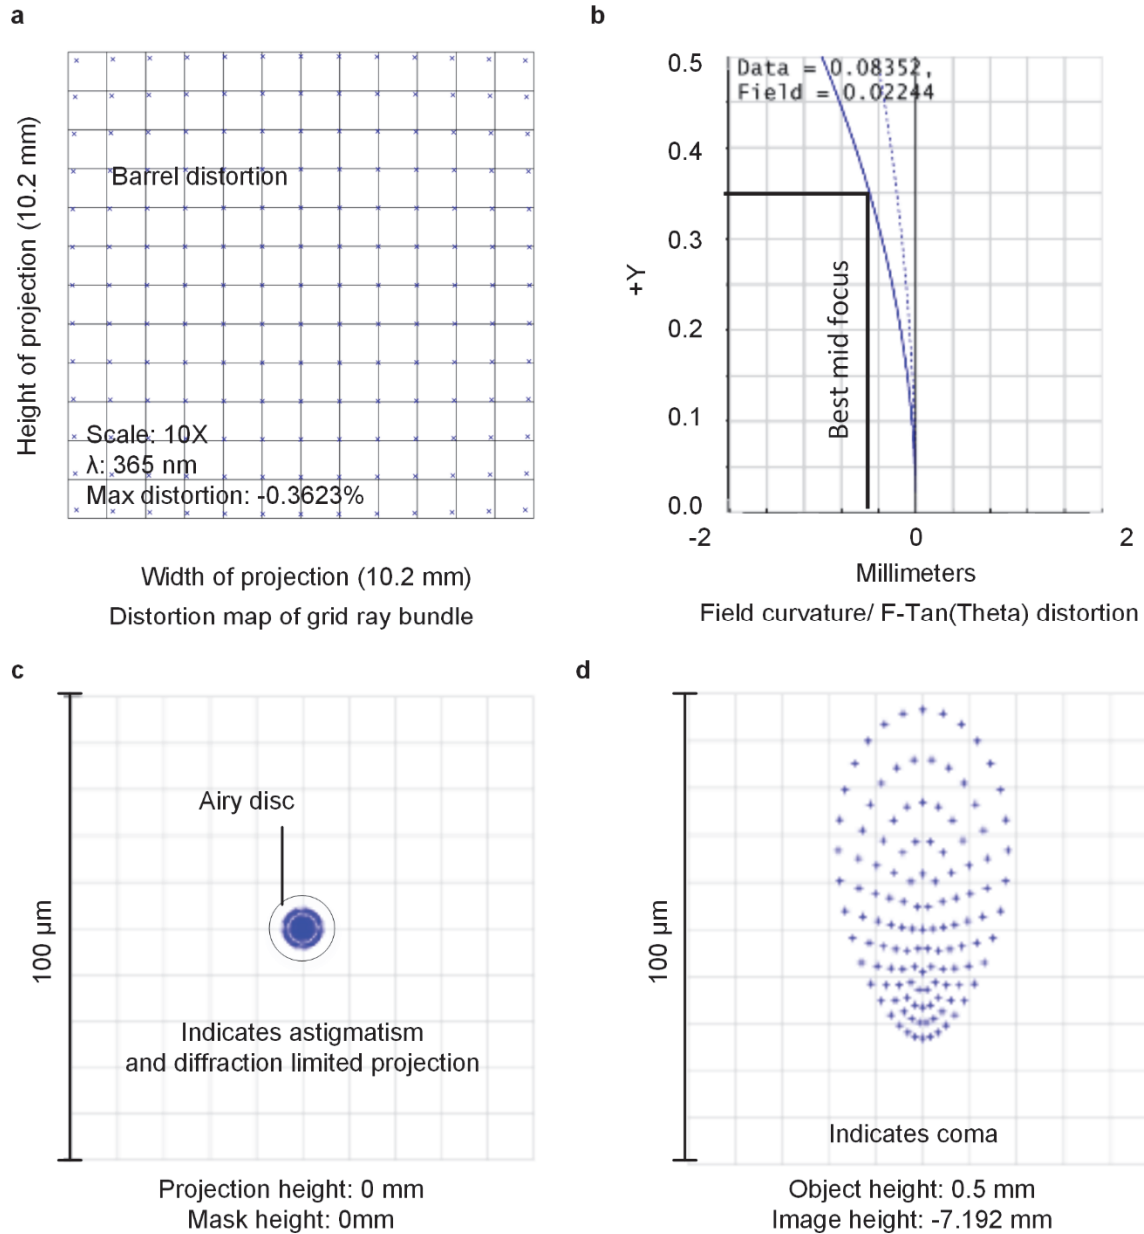 a
Height of projection (10.2 mm)
Barrel distortion
Scale: 10X
λ: 365 nm
Max distortion: -0.3623%
Width of projection (10.2 mm)
Distortion map of grid ray bundle
b
+Y
0.5
0.4
0.3
0.2
0.1
0.0
Data = 0.08352,
Field = 0.02244
Best mid focus
-2
0
2
Millimeters
Field curvature/ F-Tan(Theta) distortion
c
100 µm
Airy disc
Indicates astigmatism
and diffraction limited projection
Projection height: 0 mm
Mask height: 0mm
d
100 µm
Indicates coma
Object height: 0.5 mm
Image height: -7.192 mm